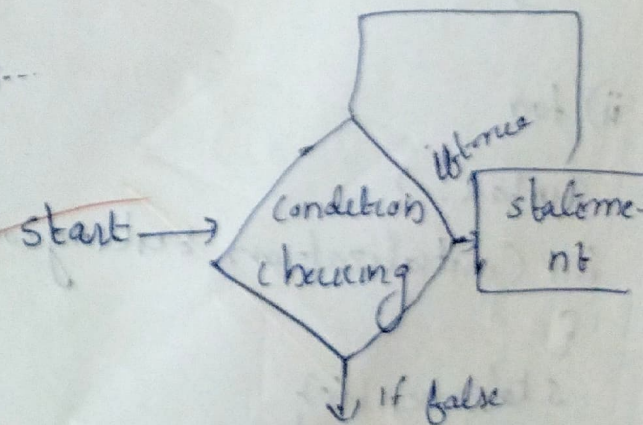 if true
start
condition
checking
stateme-
nt
if false